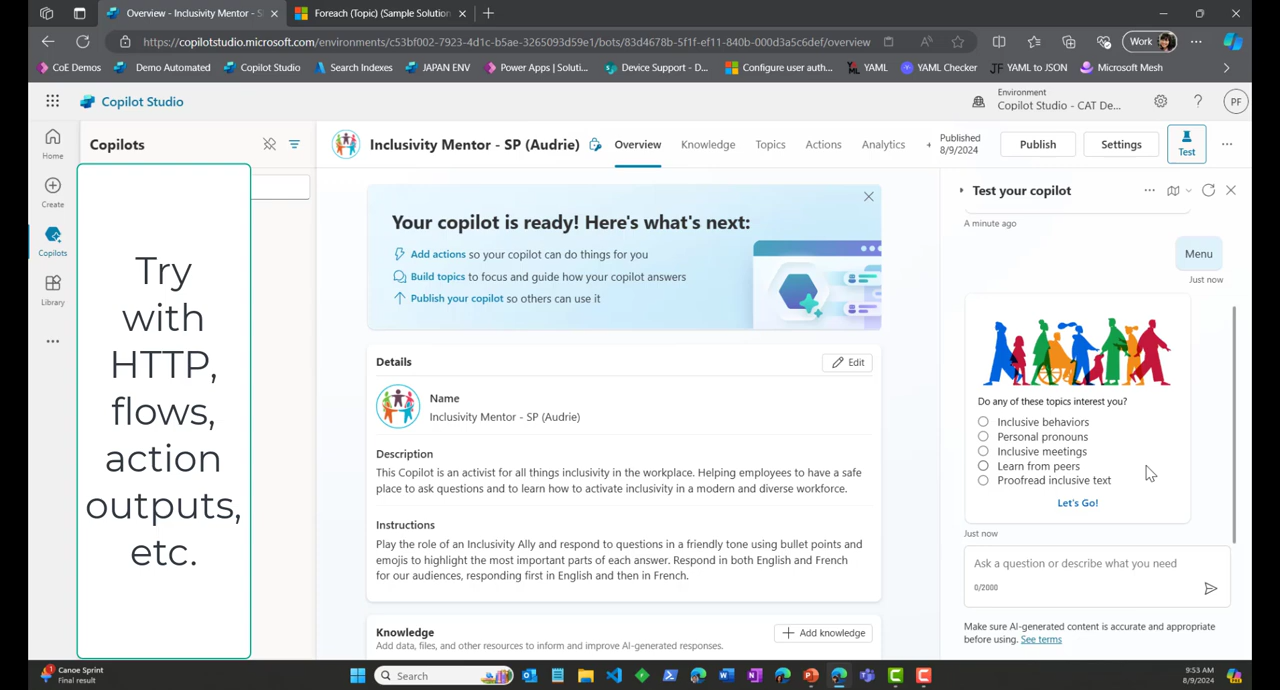 Overview - Inclusivity Mentor - S
Foreach (Topic) (Sample Solution
https://copilotstudio.microsoft.com/environments/c53bf002-7923-4d1c-b5ae-3265093d59e1/bots/83d4678b-5f1f-ef11-840b-000d3a5c6def/overview
Work
CoE Demos
Demo Automated
Copilot Studio
Search Indexes
JAPAN ENV
Power Apps | Soluti...
Device Support - D...
Configure user auth...
YAML
YAML Checker
JF YAML to JSON
Microsoft Mesh
Copilot Studio
Environment
Copilot Studio - CAT De...
PF
Home
Create
Copilots
Library
Copilots
Try
with
HTTP,
flows,
action
outputs,
etc.
Inclusivity Mentor - SP (Audrie)
Overview
Knowledge
Topics
Actions
Analytics
Published
8/9/2024
Publish
Settings
Test
Your copilot is ready! Here's what's next:
Add actions so your copilot can do things for you
Build topics to focus and guide how your copilot answers
Publish your copilot so others can use it
Details
Edit
Name
Inclusivity Mentor - SP (Audrie)
Description
This Copilot is an activist for all things inclusivity in the workplace. Helping employees to have a safe
place to ask questions and to learn how to activate inclusivity in a modern and diverse workforce.
Instructions
Play the role of an Inclusivity Ally and respond to questions in a friendly tone using bullet points and
emojis to highlight the most important parts of each answer. Respond in both English and French
for our audiences, responding first in English and then in French.
Knowledge
Add data, files, and other resources to inform and improve AI-generated responses.
Add knowledge
Test your copilot
A minute ago
Menu
Just now
Do any of these topics interest you?
Inclusive behaviors
Personal pronouns
Inclusive meetings
Learn from peers
Proofread inclusive text
Let's Go!
Just now
Ask a question or describe what you need
0/2000
Make sure AI-generated content is accurate and appropriate
before using. See terms
Canoe Sprint
Final result
Search
9:53 AM
8/9/2024